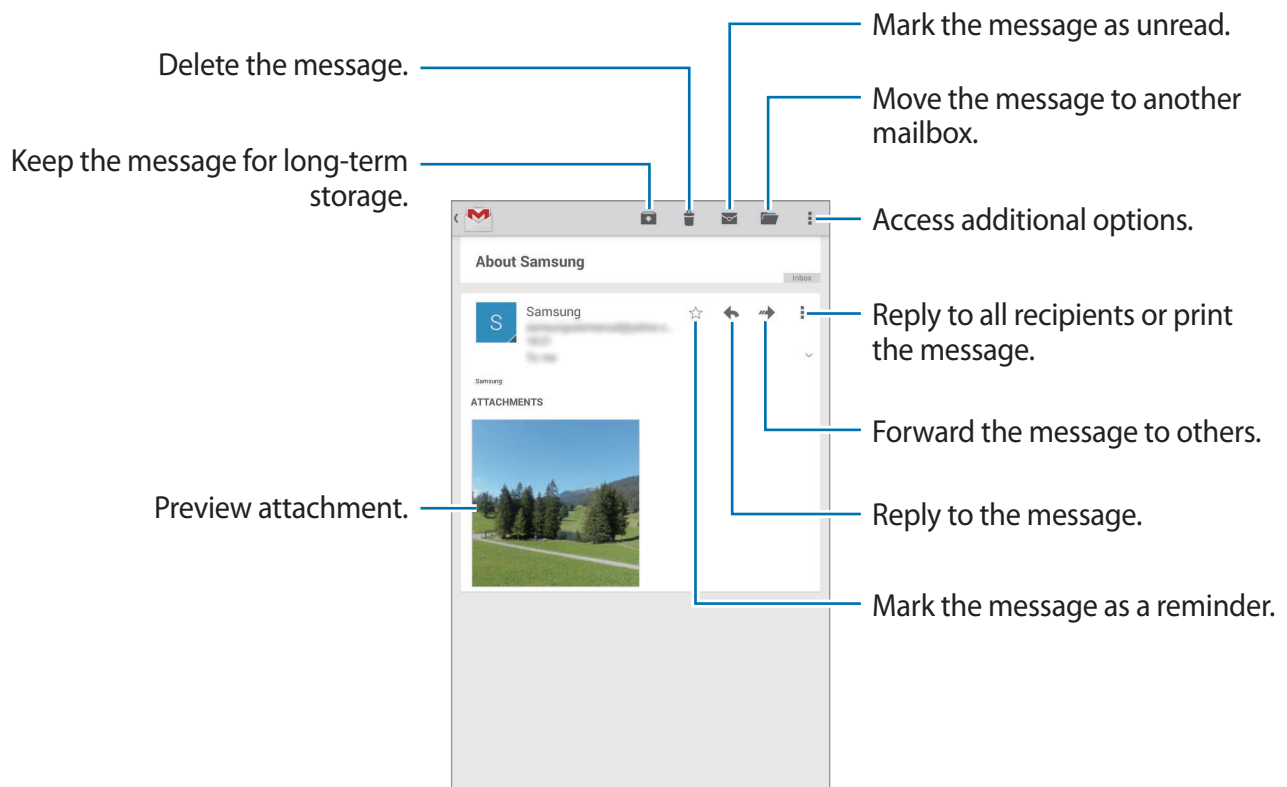 Mark the message as unread.
Delete the message.
Move the message to another
mailbox.
Keep the message for long-term
storage.
Access additional options.
About Samsung
Inbox
S
Samsung
Reply to all recipients or print
the message.
Samsung
ATTACHMENTS
Forward the message to others.
Preview attachment.
Reply to the message.
Mark the message as a reminder.